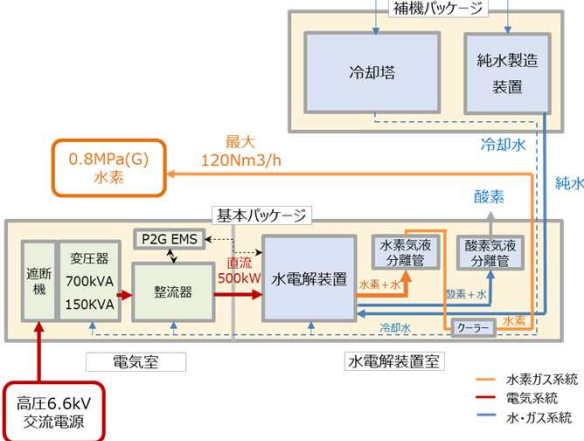 補機パッケージ
冷却塔
純水製造
装置
冷却水
純水
最大
120Nm3/h
0.8MPa(G)
水素
酸素
基本パッケージ
P2G EMS
遮断
機
変圧器
700kVA
150KVA
整流器
直流
500kW
水電解装置
水素気液
分離管
酸素気液
分離管
水素+水
酸素+水
冷却水
クーラー
水素
電気室
水電解装置室
高圧6.6kV
交流電源
水素ガス系統
電気系統
水・ガス系統